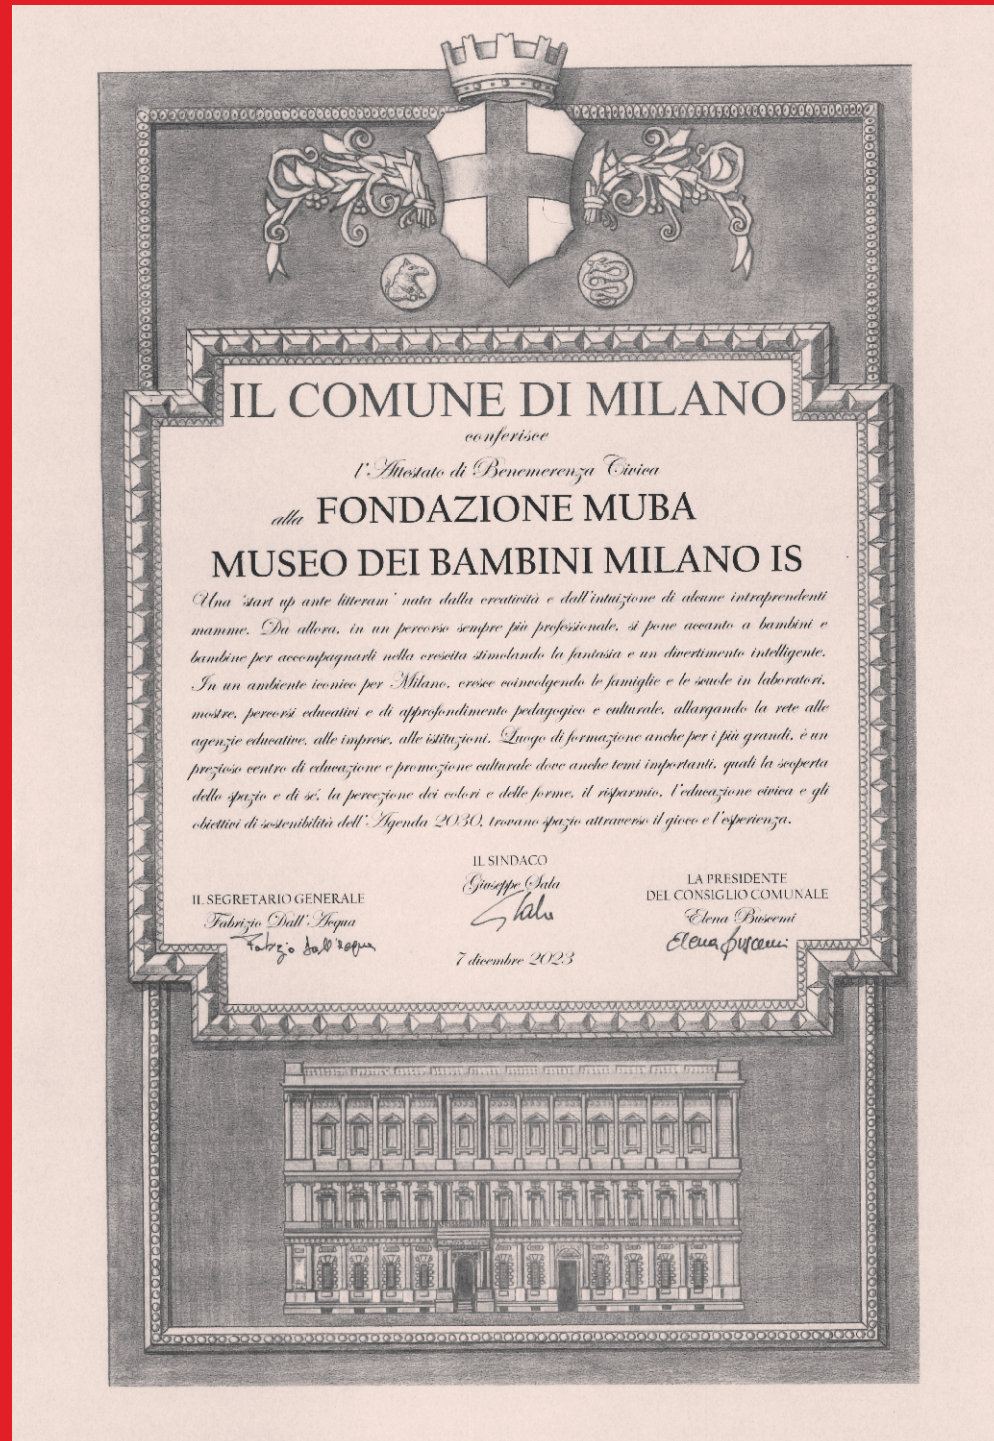 IL COMUNE DI MILANO
conferisce
l'Attestato di Benemerenza Civica
alla FONDAZIONE MUBA
MUSEO DEI BAMBINI MILANO IS
Una 'start up ante litteram' nata dalla creatività e dall'intuizione di alcune intraprendenti
mamme. Da allora, in un percorso sempre più professionale, si pone accanto a bambini e
bambine per accompagnarli nella crescita stimolando la fantasia e un divertimento intelligente.
In un ambiente iconico per Milano, cresce coinvolgendo le famiglie e le scuole in laboratori,
mostre, percorsi educativi e di approfondimento pedagogico e culturale, allargando la rete alle
agenzie educative, alle imprese, alle istituzioni. Luogo di formazione anche per i più grandi, è un
prezioso centro di educazione e promozione culturale dove anche temi importanti, quali la scoperta
dello spazio e di sé, la percezione dei colori e delle forme, il risparmio, l'educazione civica e gli
obiettivi di sostenibilità dell'Agenda 2030, trovano spazio attraverso il gioco e l'esperienza.
IL SEGRETARIO GENERALE
Fabrizio Dall'Acqua
Fabrizio Dall'Acqua
IL SINDACO
Giuseppe Sala
Sala
7 dicembre 2023
LA PRESIDENTE
DEL CONSIGLIO COMUNALE
Elena Buscemi
Elena Buscemi